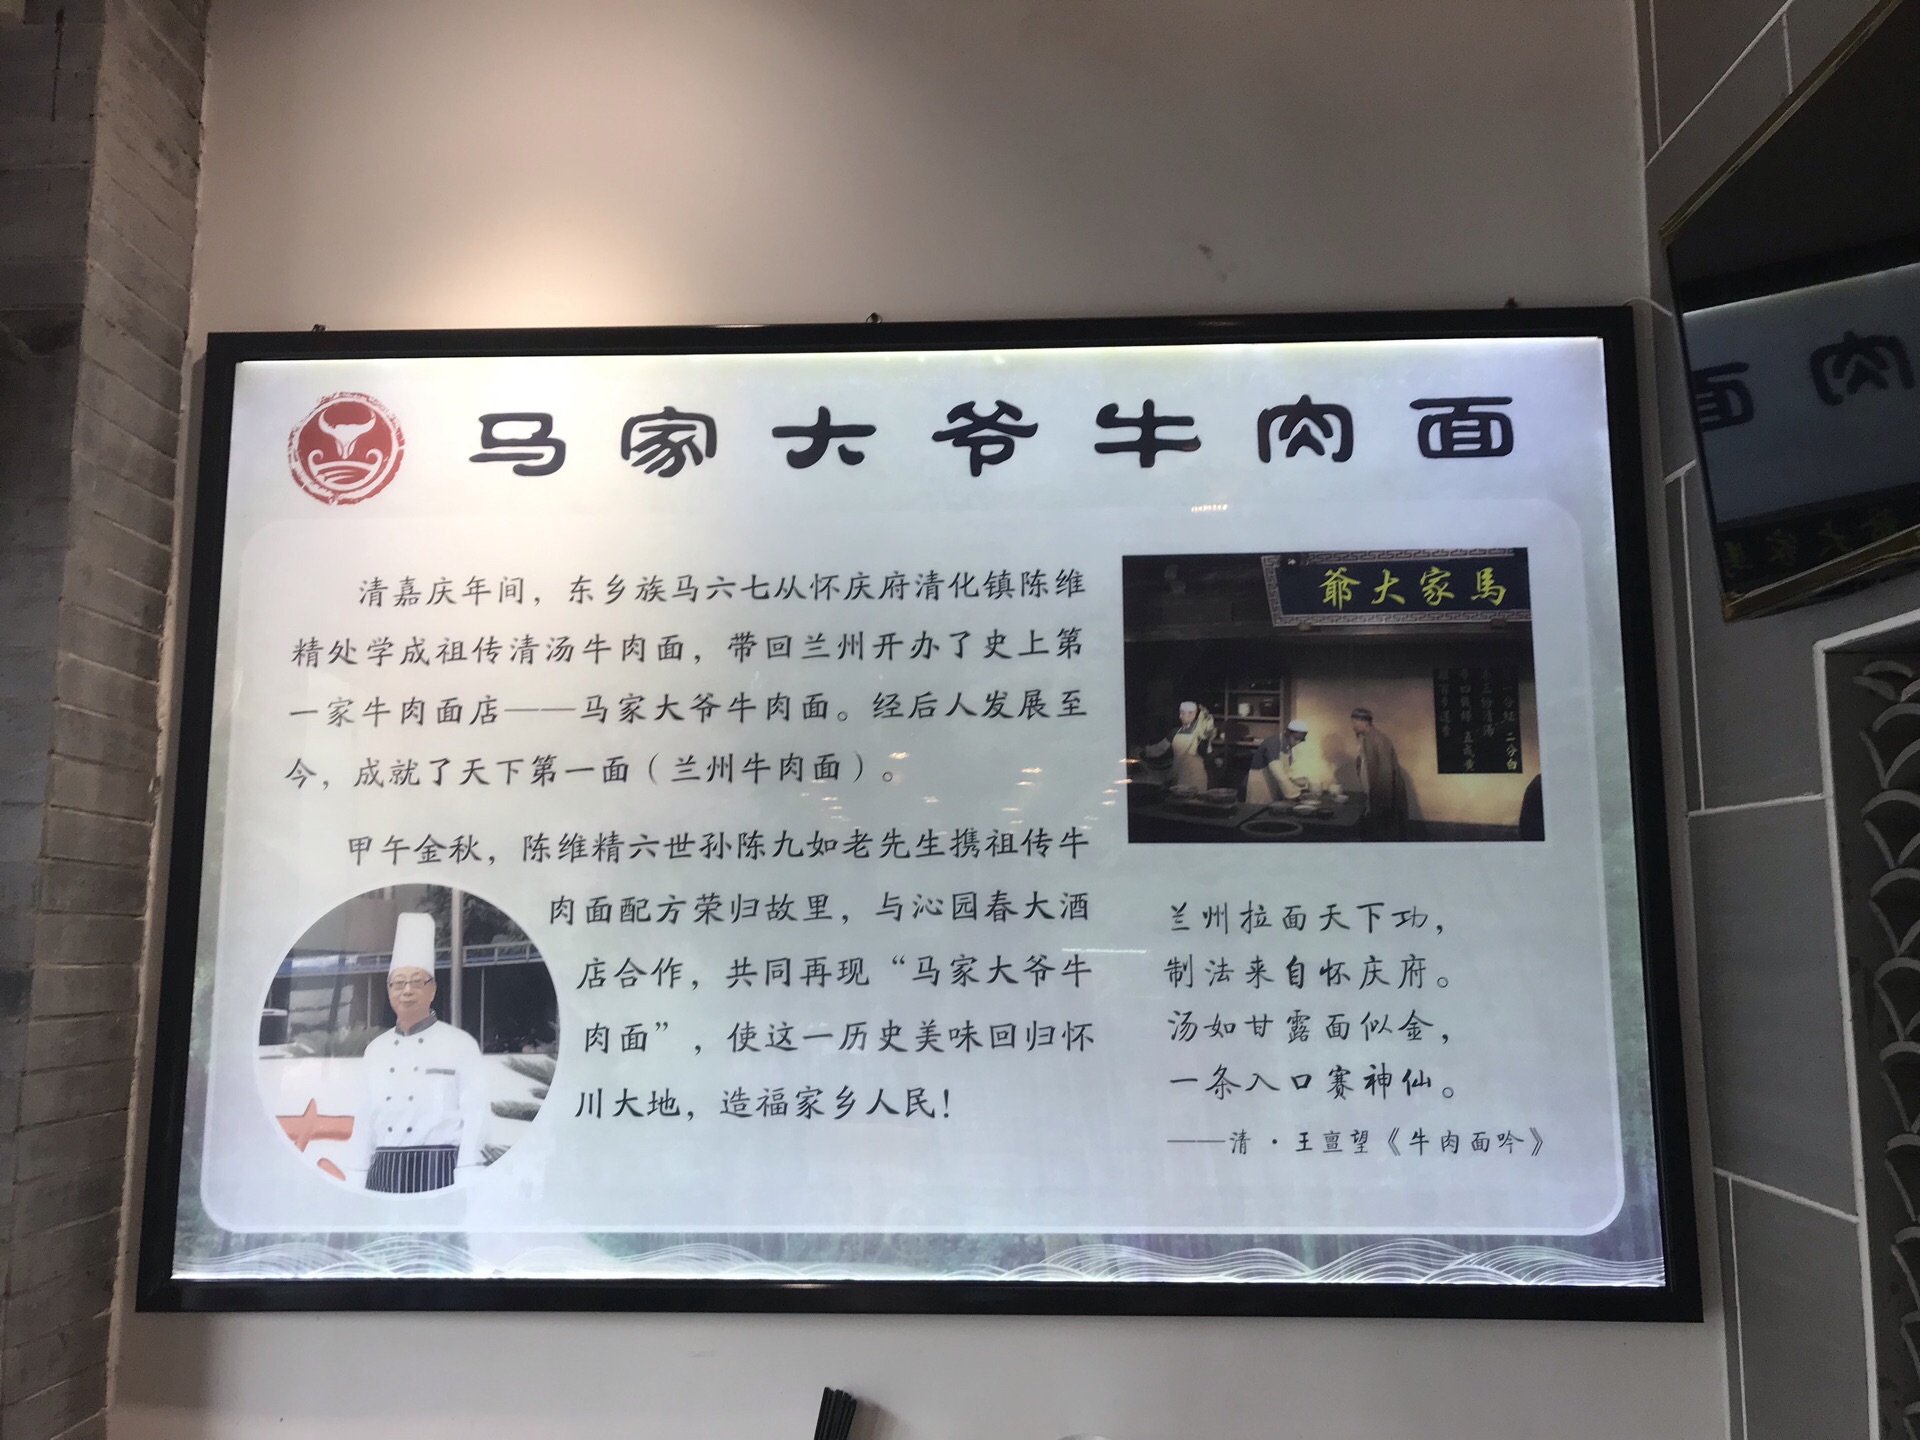 马家大爷牛肉面
清嘉庆年间，东乡族马六七从怀庆府清化镇陈维
精处学成祖传清汤牛肉面，带回兰州开办了史上第
一家牛肉面店——马家大爷牛肉面。经后人发展至
今，成就了天下第一面（兰州牛肉面）。
甲午金秋，陈维精六世孙陈九如老先生携祖传牛
肉面配方荣归故里，与沁园春大酒
店合作，共同再现“马家大爷牛
肉面”，使这一历史美味回归怀
川大地，造福家乡人民！
爺大家馬
兰州拉面天下功，
制法来自怀庆府。
汤如甘露面似金，
一条入口赛神仙。
——清·王亶望《牛肉面吟》
面肉